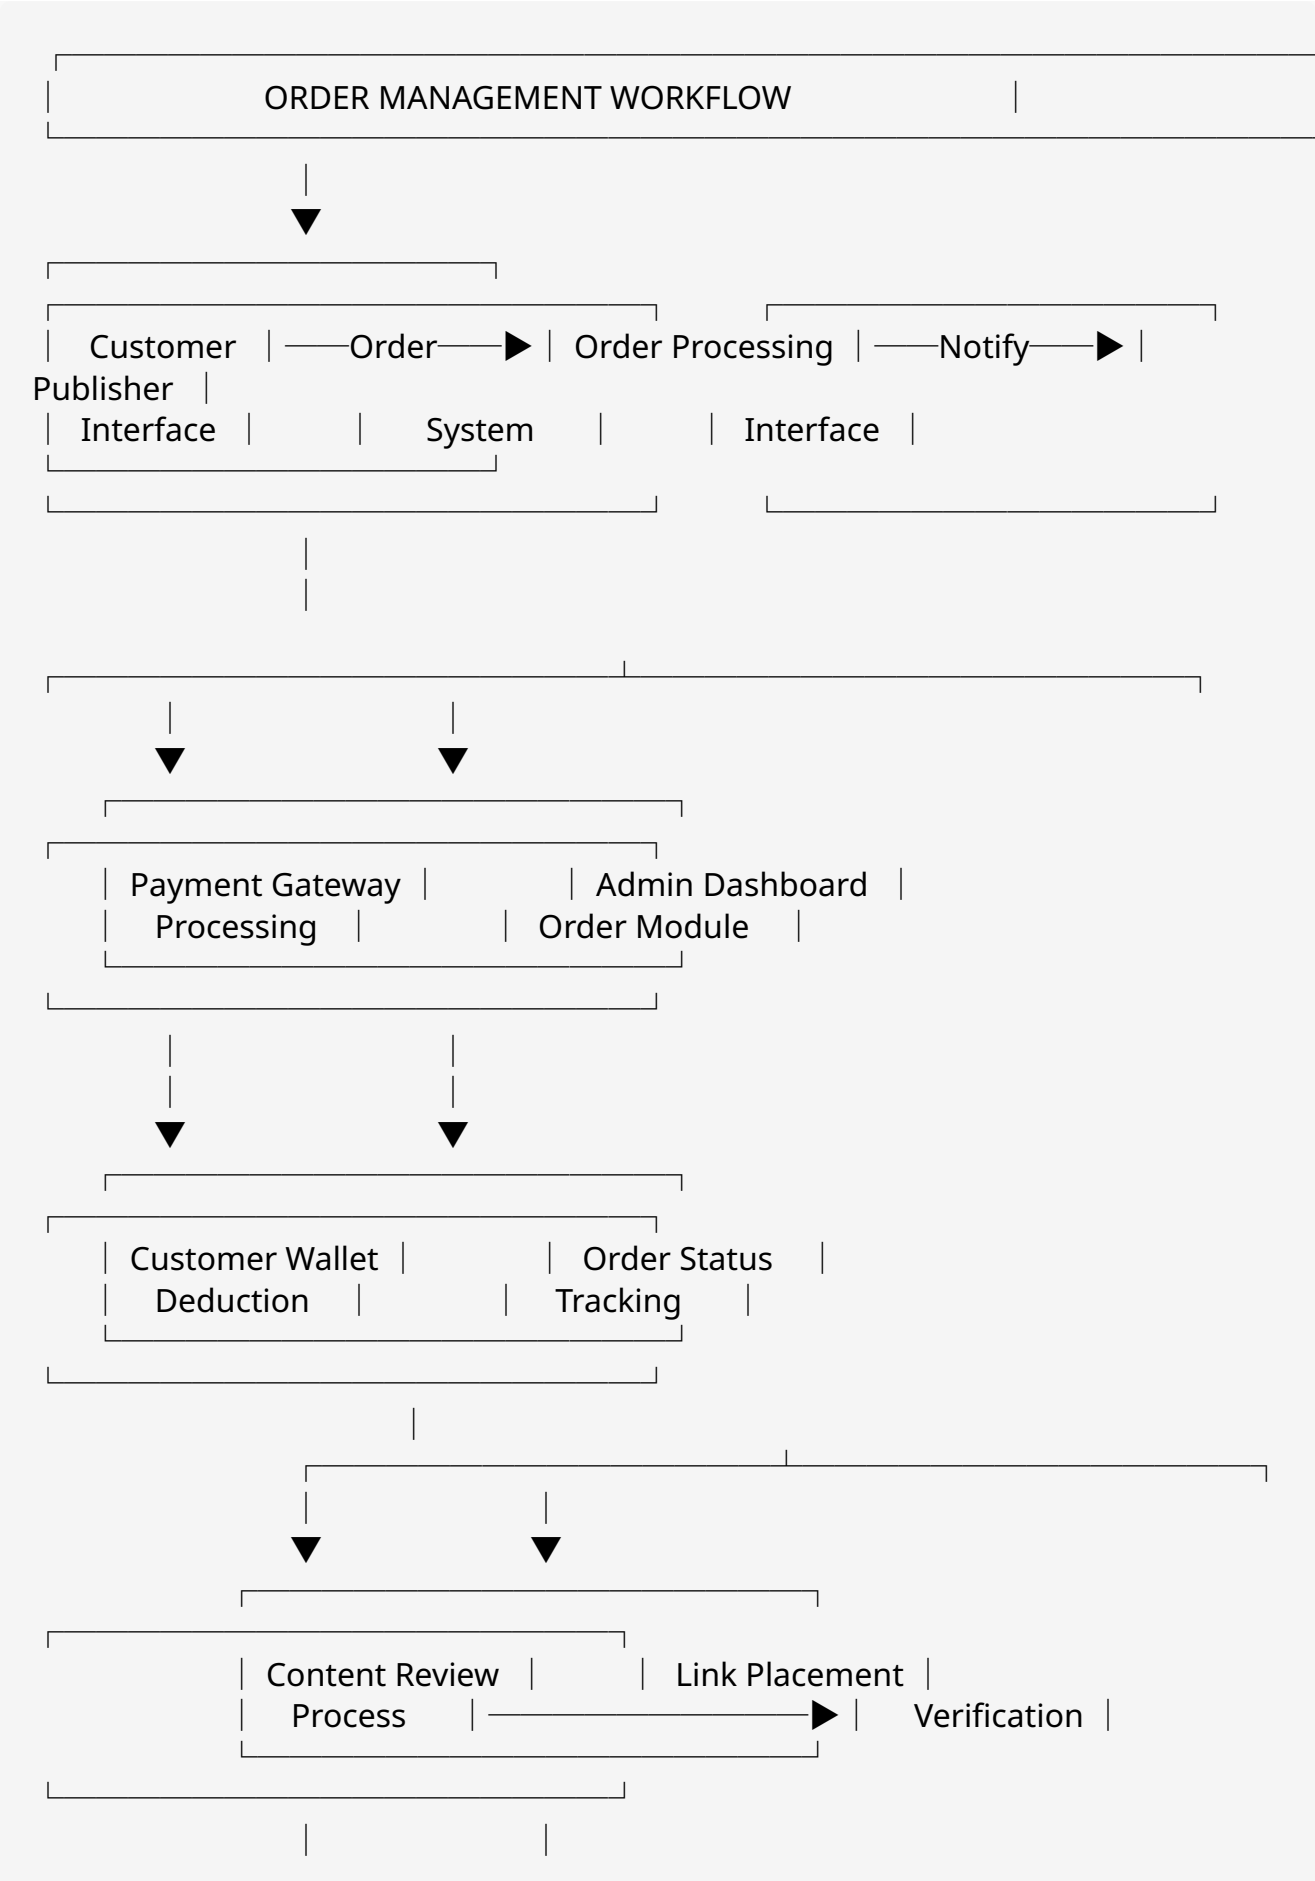 ORDER MANAGEMENT WORKFLOW
Customer Order Order Processing Notify
Publisher
Interface System Interface
Payment Gateway Admin Dashboard
Processing Order Module
Customer Wallet Order Status
Deduction Tracking
Content Review Link Placement
Process Verification